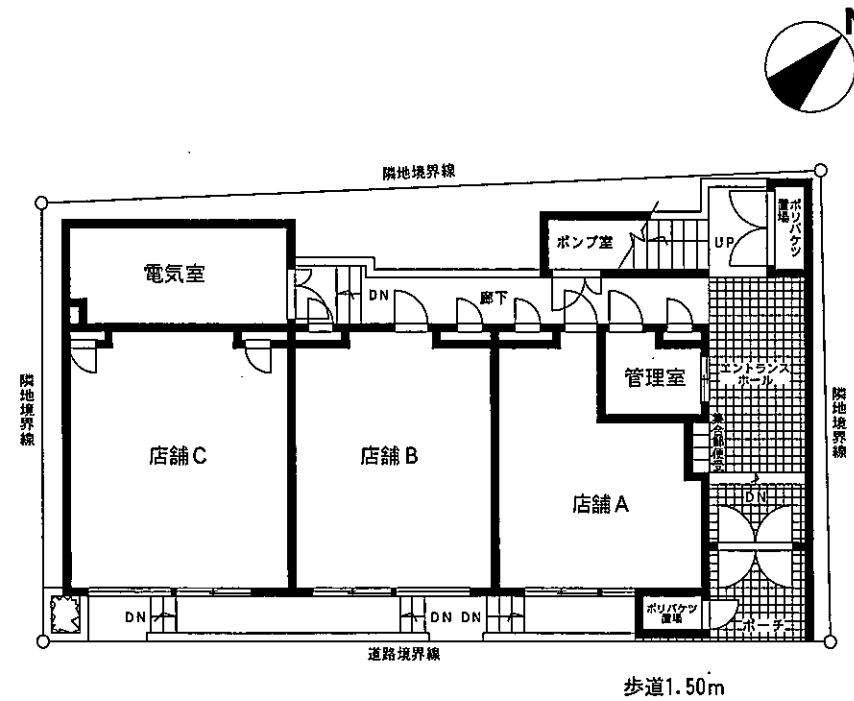 N
隣地境界線
ポリバケツ
置場
ポンプ室
UP
電気室
DN
廊下
エントランス
ホール
管理室
隣地境界線
隣地境界線
集合郵便受
店舗C
店舗B
店舗A
DN
DN
DN
DN
ポリバケツ
置場
ポーチ
道路境界線
歩道1.50m